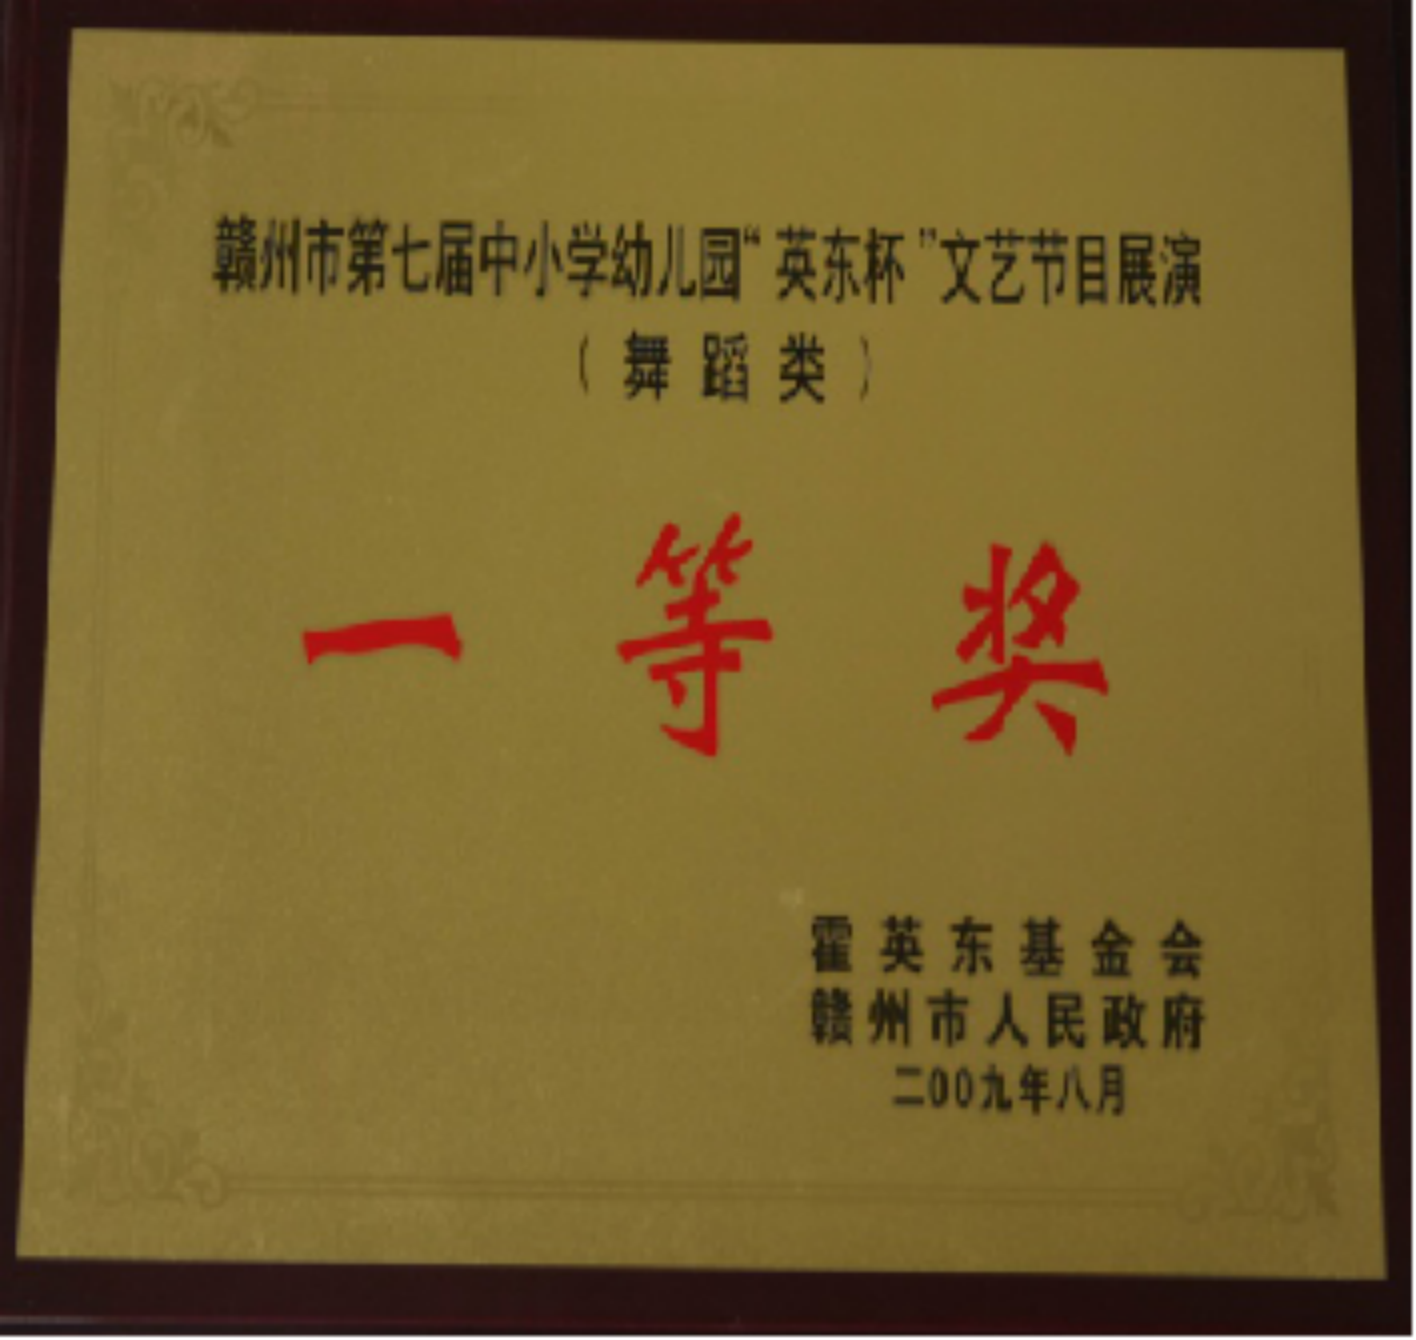 赣州市第七届中小学幼儿园“英东杯”文艺节目展演
（舞蹈类）
一等奖
霍英东基金会
赣州市人民政府
二00九年八月